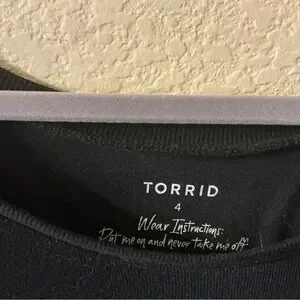 TORRID
4
Wear Instructions:
Put me on and never take me off